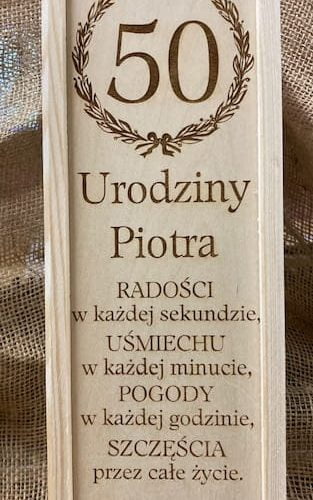 50
Urodziny
Piotra
RADOŚCI
w każdej sekundzie,
UŚMIECHU
w każdej minucie,
POGODY
w każdej godzinie,
SZCZĘŚCIA
przez całe życie.